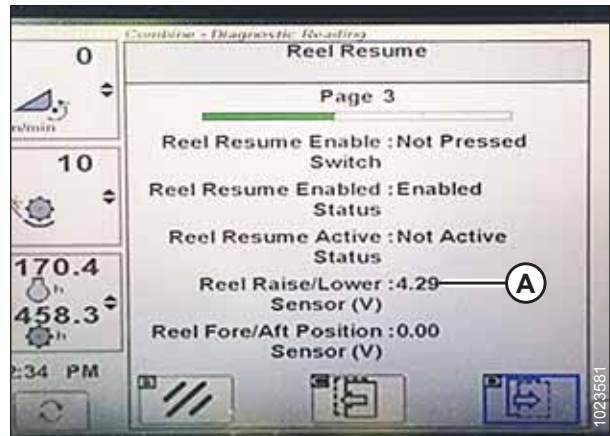 Combine - Diagnostic Reading
Reel Resume
Page 3
Reel Resume Enable :Not Pressed
Switch
Reel Resume Enabled :Enabled
Status
Reel Resume Active :Not Active
Status
Reel Raise/Lower :4.29
Sensor (V)
Reel Fore/Aft Position :0.00
Sensor (V)
A
0
10
170.4
h
458.3
h
:34 PM
1023581